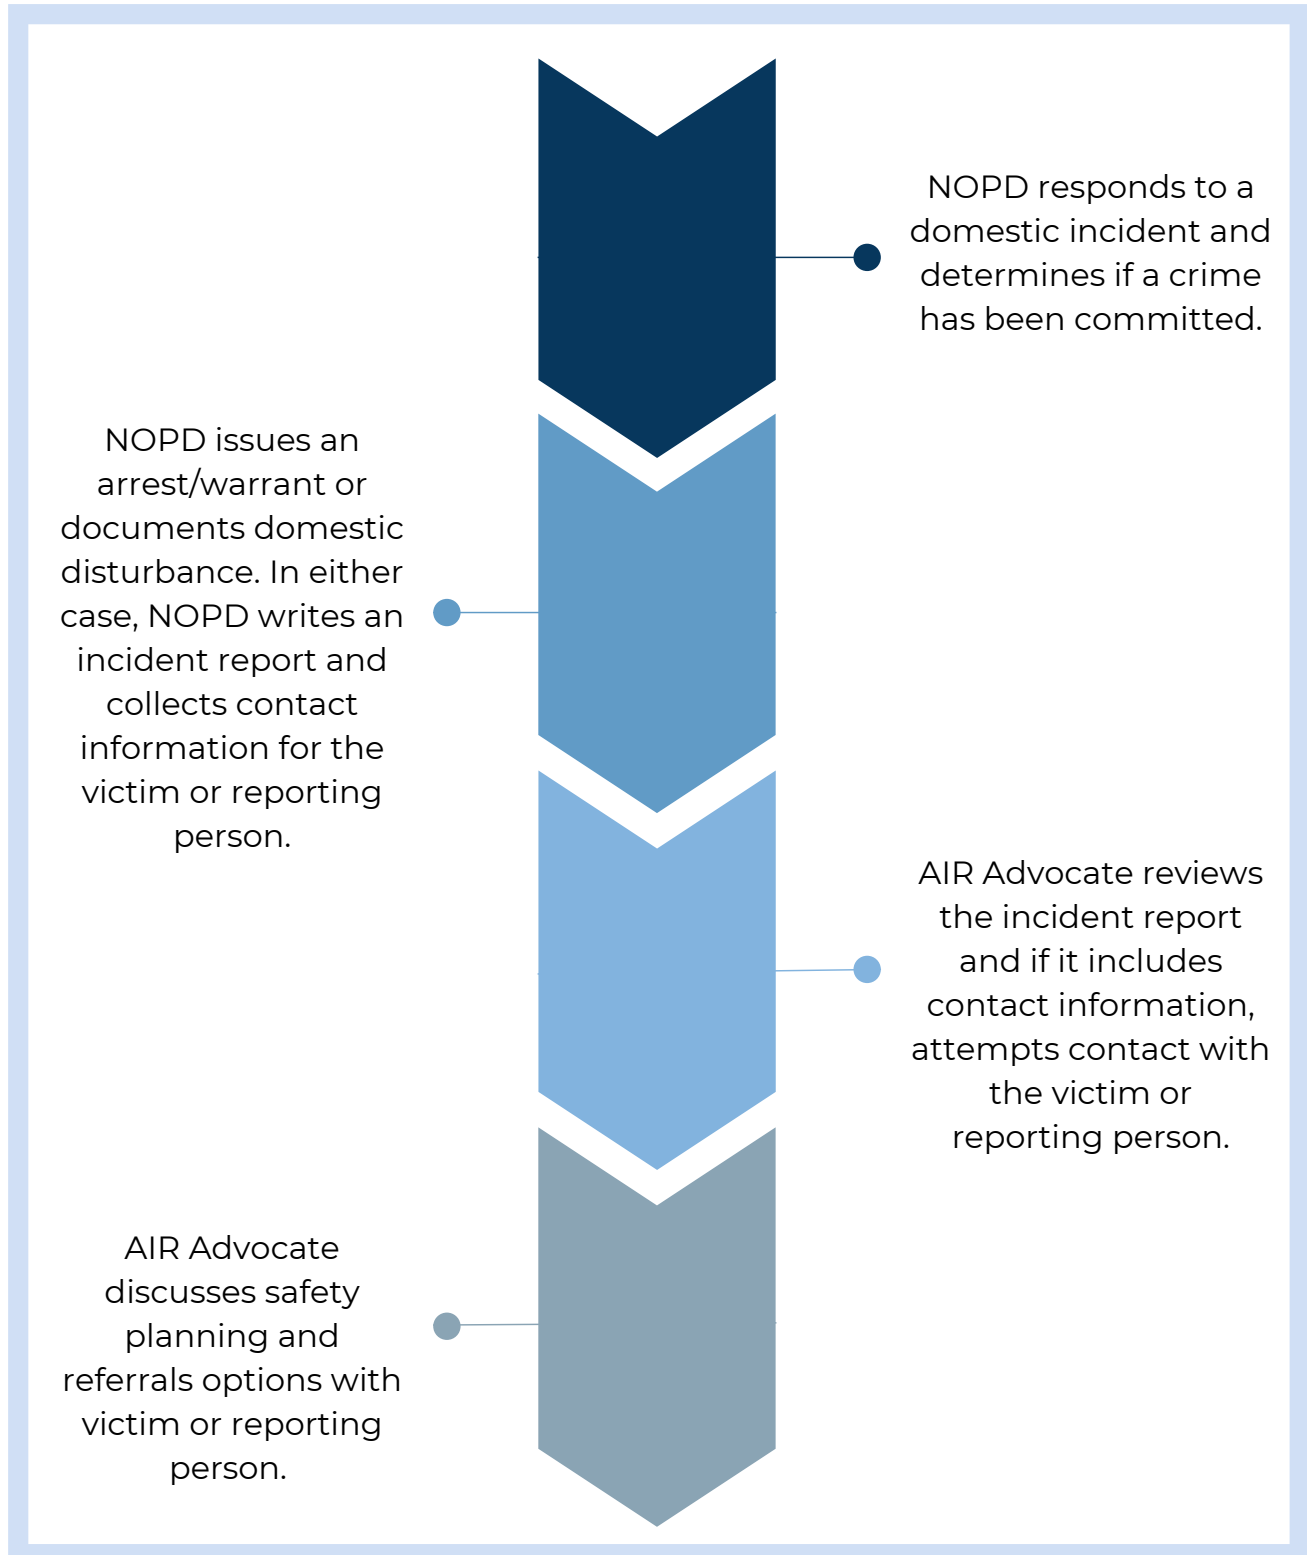 NOPD responds to a
domestic incident and
determines if a crime
has been committed.
NOPD issues an
arrest/warrant or
documents domestic
disturbance. In either
case, NOPD writes an
incident report and
collects contact
information for the
victim or reporting
person.
AIR Advocate reviews
the incident report
and if it includes
contact information,
attempts contact with
the victim or
reporting person.
AIR Advocate
discusses safety
planning and
referrals options with
victim or reporting
person.